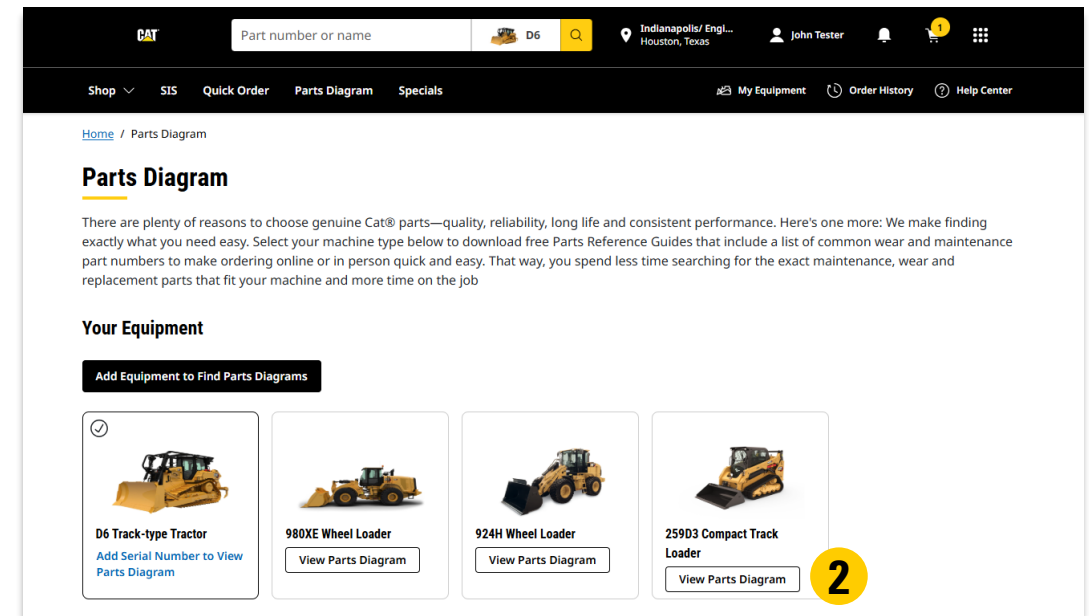 CAT
Part number or name
D6
Indianapolis/ Engi...
Houston, Texas
John Tester
1
Shop
SIS
Quick Order
Parts Diagram
Specials
My Equipment
Order History
? Help Center
Home / Parts Diagram
Parts Diagram
There are plenty of reasons to choose genuine Cat® parts—quality, reliability, long life and consistent performance. Here's one more: We make finding
exactly what you need easy. Select your machine type below to download free Parts Reference Guides that include a list of common wear and maintenance
part numbers to make ordering online or in person quick and easy. That way, you spend less time searching for the exact maintenance, wear and
replacement parts that fit your machine and more time on the job
Your Equipment
Add Equipment to Find Parts Diagrams
D6 Track-type Tractor
Add Serial Number to View
Parts Diagram
980XE Wheel Loader
View Parts Diagram
924H Wheel Loader
View Parts Diagram
259D3 Compact Track
Loader
View Parts Diagram
2